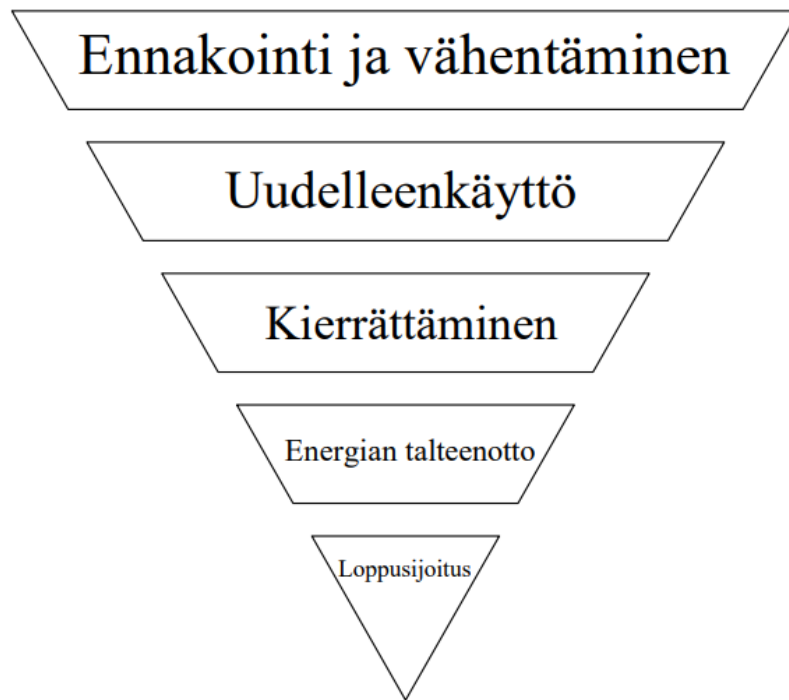 Ennakointi ja vähentäminen
Uudelleenkäyttö
Kierrättäminen
Energian talteenotto
Loppusijoitus